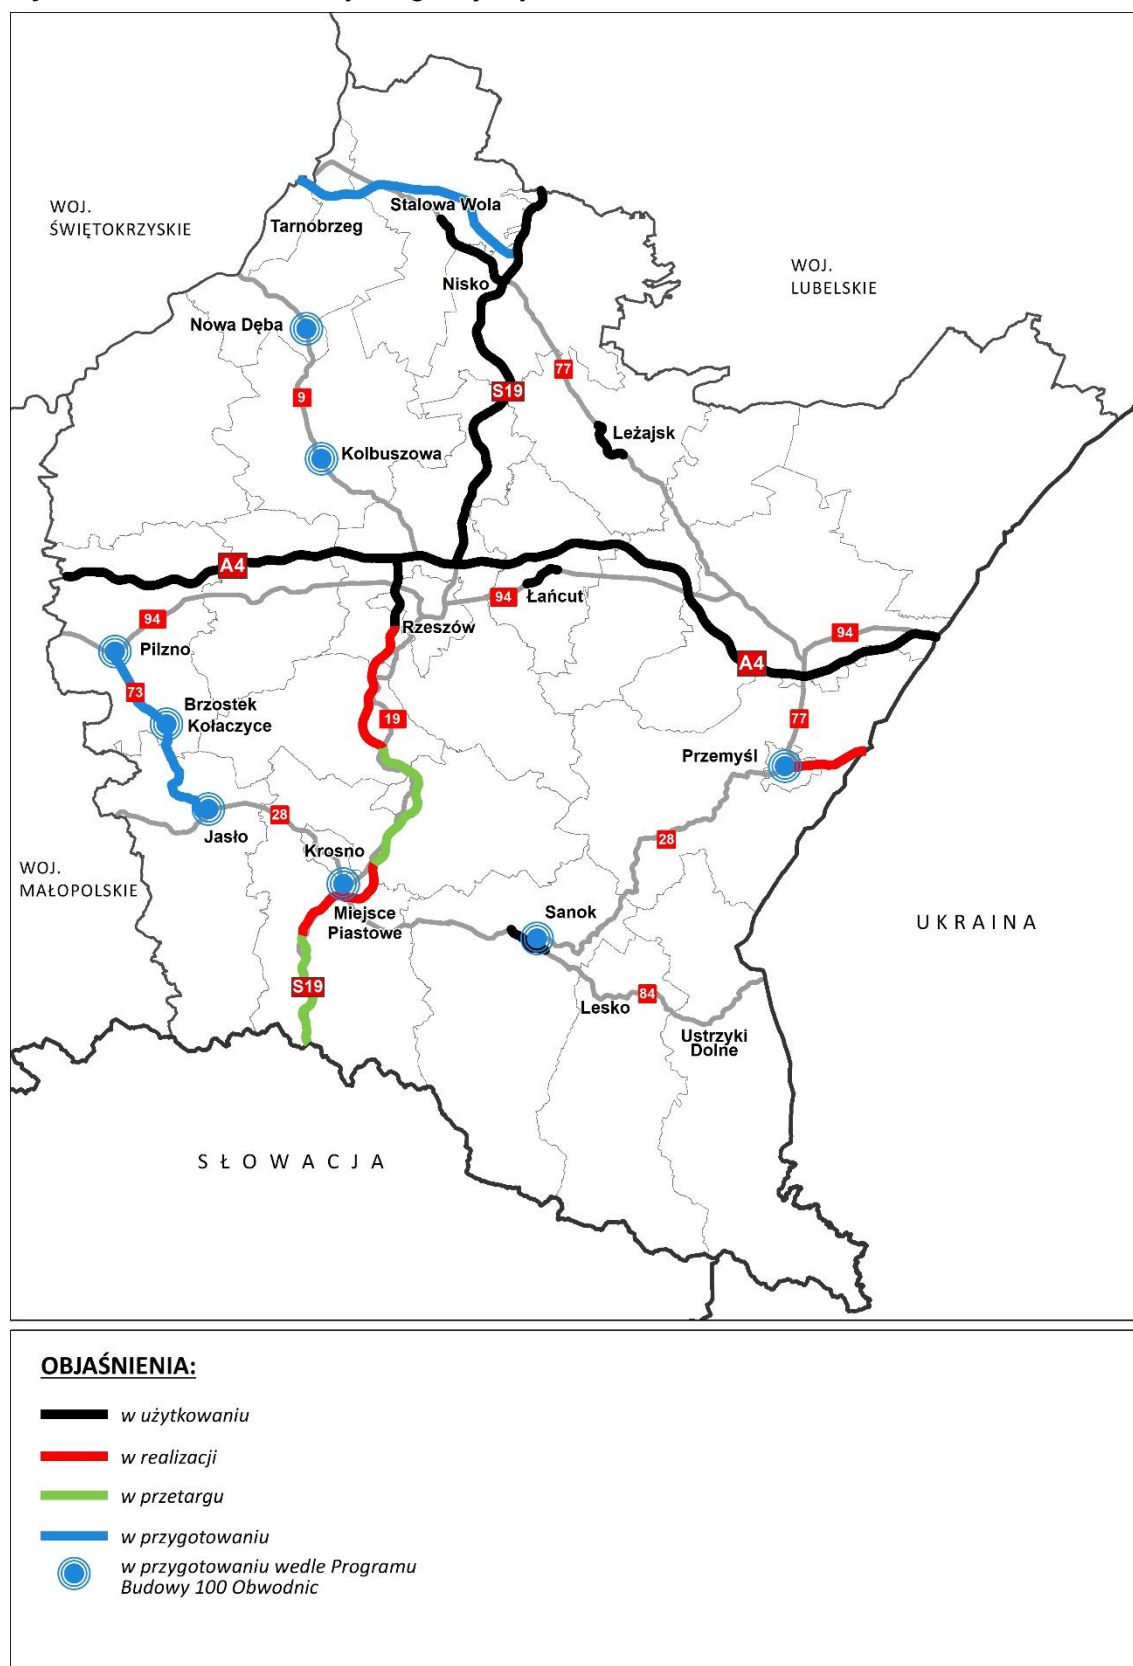 WOJ.
ŚWIĘTOKRZYSKIE
Stalowa Wola
Tarnobrzeg
WOJ.
LUBELSKIE
Nisko
Nowa Dęba
77
S19
9
Leżajsk
Kolbuszowa
A4
94
Łańcut
94
Rzeszów
94
Pilzno
A4
73
Brzostek
Kołaczyce
19
77
Przemyśl
28
Jasło
28
Krosno
WOJ.
MAŁOPOLSKIE
Miejsce
Piastowe
Sanok
UKRAINA
S19
84
Lesko
Ustrzyki
Dolne
SŁOWACJA
OBJAŚNIENIA:
w użytkowaniu
w realizacji
w przetargu
w przygotowaniu
w przygotowaniu wedle Programu
Budowy 100 Obwodnic